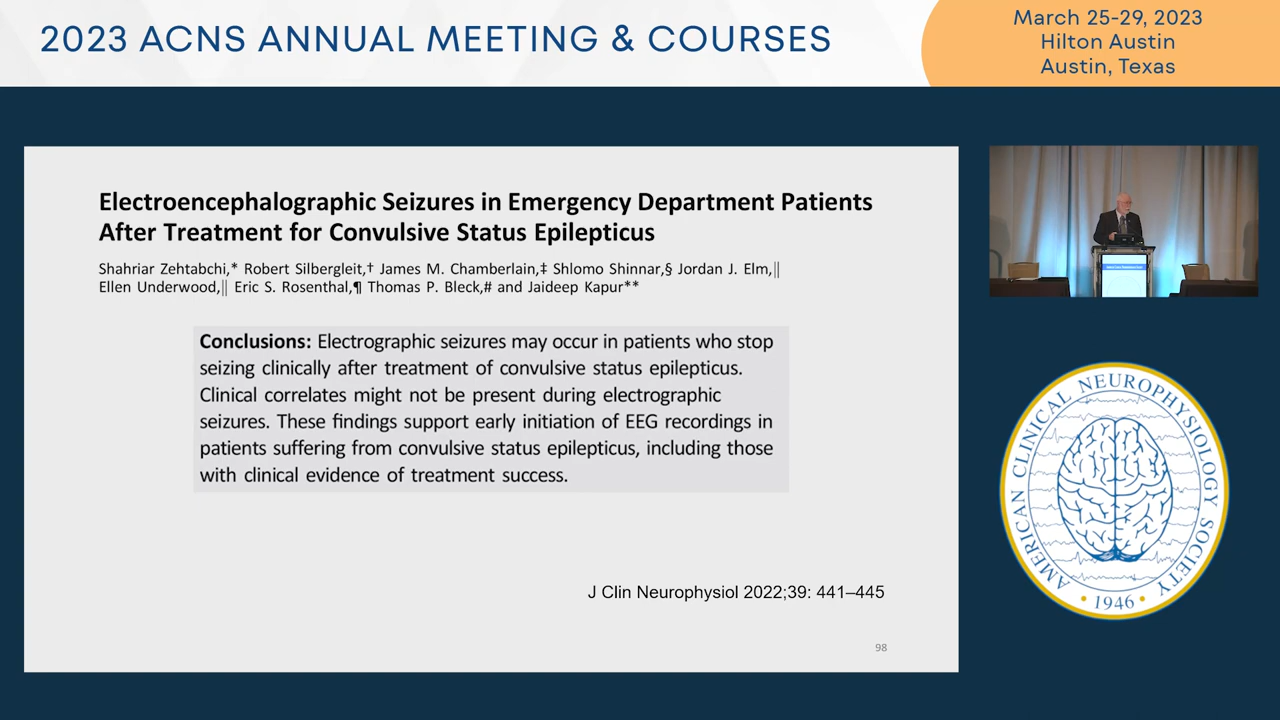 2023 ACNS ANNUAL MEETING & COURSES
March 25-29, 2023
Hilton Austin
Austin, Texas
Electroencephalographic Seizures in Emergency Department Patients
After Treatment for Convulsive Status Epilepticus
Shahriar Zehtabchi,* Robert Silbergleit,† James M. Chamberlain,‡ Shlomo Shinnar,§ Jordan J. Elm,||
Ellen Underwood,|| Eric S. Rosenthal,¶ Thomas P. Bleck,# and Jaideep Kapur**
Conclusions: Electrographic seizures may occur in patients who stop
seizing clinically after treatment of convulsive status epilepticus.
Clinical correlates might not be present during electrographic
seizures. These findings support early initiation of EEG recordings in
patients suffering from convulsive status epilepticus, including those
with clinical evidence of treatment success.
J Clin Neurophysiol 2022;39: 441–445
98
AMERICAN CLINICAL NEUROPHYSIOLOGY SOCIETY
• 1946 •